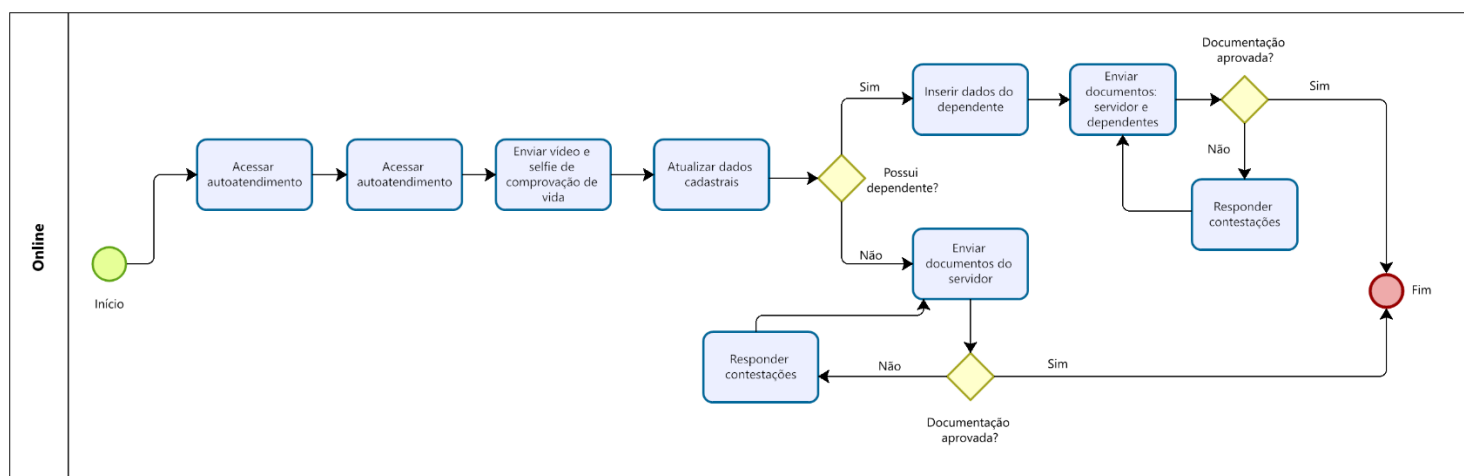 Online
Início
Acessar
autoatendimento
Acessar
autoatendimento
Enviar vídeo e
selfie de
comprovação de
vida
Atualizar dados
cadastrais
Possui
dependente?
Sim
Inserir dados do
dependente
Enviar
documentos:
servidor e
dependentes
Documentação
aprovada?
Sim
Não
Responder
contestações
Não
Enviar
documentos do
servidor
Documentação
aprovada?
Não
Responder
contestações
Sim
Fim